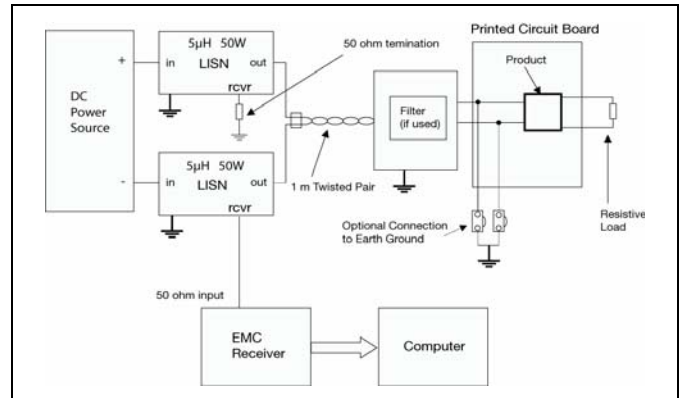 Printed Circuit Board
5µH 50W
LISN
in
out
rcvr
50 ohm temination
Product
+
DC
Power
Source
Filter
(if used)
-
5µH 50W
LISN
in
out
rcvr
1 m Twisted Pair
Optional Connection
to Earth Ground
Resistive
Load
50 ohm input
EMC
Receiver
Computer